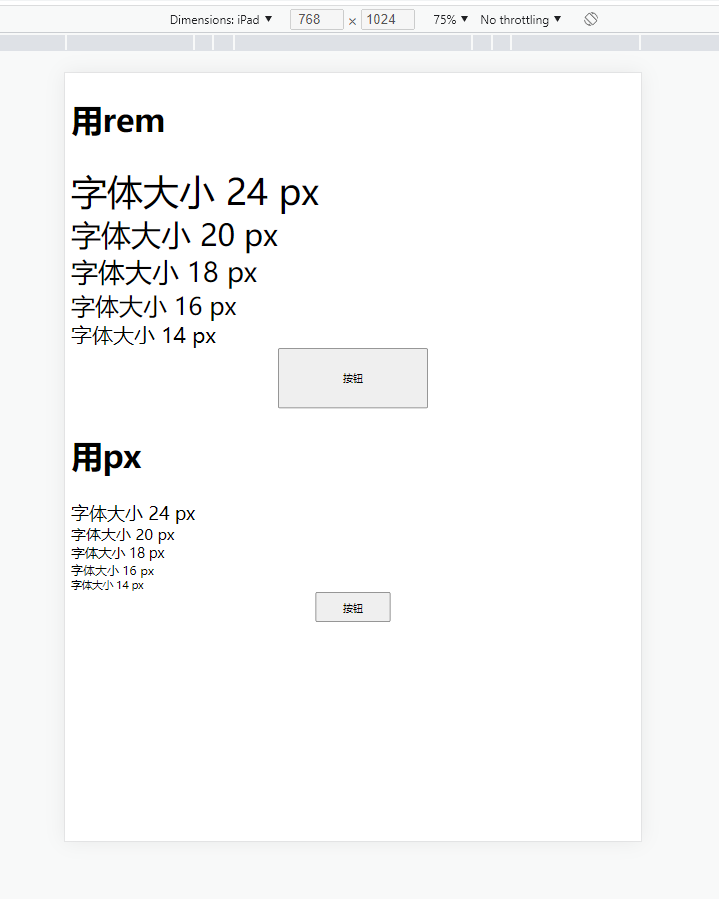 Dimensions: iPad ▼ 768 × 1024 75% ▼ No throttling ▼
用rem
字体大小 24 px
字体大小 20 px
字体大小 18 px
字体大小 16 px
字体大小 14 px
按钮
用px
字体大小 24 px
字体大小 20 px
字体大小 18 px
字体大小 16 px
字体大小 14 px
按钮